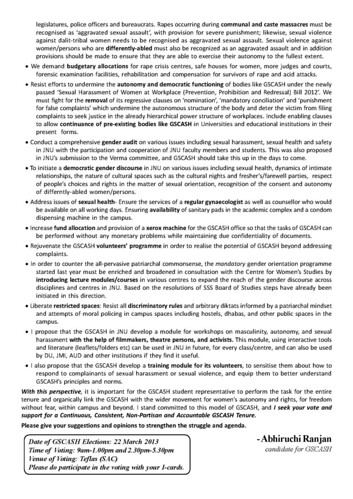 legislatures, police officers and bureaucrats. Rapes occurring during communal and caste massacres must be
recognised as 'aggravated sexual assault', with provision for severe punishment; likewise, sexual violence
against dalit-tribal women needs to be recognised as aggravated sexual assault. Sexual violence against
women/persons who are differently-abled must also be recognized as an aggravated assault and in addition
provisions should be made to ensure that they are able to exercise their autonomy to the fullest extent.
• We demand budgetary allocations for rape crisis centres, safe houses for women, more judges and courts,
forensic examination facilities, rehabilitation and compensation for survivors of rape and acid attacks.
• Resist efforts to undermine the autonomy and democratic functioning of bodies like GSCASH under the newly
passed 'Sexual Harassment of Women at Workplace (Prevention, Prohibition and Redressal) Bill 2012'. We
must fight for the removal of its regressive clauses on 'nomination', 'mandatory conciliation' and 'punishment
for false complaints' which undermine the autonomous structure of the body and deter the victim from filing
complaints to seek justice in the already hierarchical power structure of workplaces. Include enabling clauses
to allow continuance of pre-existing bodies like GSCASH in Universities and educational institutions in their
present forms.
• Conduct a comprehensive gender audit on various issues including sexual harassment, sexual health and safety
in JNU with the participation and cooperation of JNU faculty members and students. This was also proposed
in JNU's submission to the Verma committee, and GSCASH should take this up in the days to come.
• To initiate a democratic gender discourse in JNU on various issues including sexual health, dynamics of intimate
relationships, the nature of cultural spaces such as the cultural nights and fresher's/farewell parties, respect
of people's choices and rights in the matter of sexual orientation, recognition of the consent and autonomy
of differntly-abled women/persons.
• Address issues of sexual health- Ensure the services of a regular gynaecologist as well as counsellor who would
be available on all working days. Ensuring availability of sanitary pads in the academic complex and a condom
dispensing machine in the campus.
• Increase fund allocation and provision of a xerox machine for the GSCASH office so that the tasks of GSCASH can
be performed without any monetary problems while maintaining due confidentiality of documents.
• Rejuvenate the GSCASH volunteers' programme in order to realise the potential of GSCASH beyond addressing
complaints.
• In order to counter the all-pervasive patriarchal commonsense, the mandatory gender orientation programme
started last year must be enriched and broadened in consultation with the Centre for Women's Studies by
introducing lecture modules/courses in various centres to expand the reach of the gender discourse across
disciplines and centres in JNU. Based on the resolutions of SSS Board of Studies steps have already been
initiated in this direction.
• Liberate restricted spaces: Resist all discriminatory rules and arbitrary diktats informed by a patriarchal mindset
and attempts of moral policing in campus spaces including hostels, dhabas, and other public spaces in the
campus.
• I propose that the GSCASH in JNU develop a module for workshops on masculinity, autonomy, and sexual
harassment with the help of filmmakers, theatre persons, and activists. This module, using interactive tools
and literature (leaflets/folders etc) can be used in JNU in future, for every class/centre, and can also be used
by DU, JMI, AUD and other institutions if they find it useful.
• I also propose that the GSCASH develop a training module for its volunteers, to sensitise them about how to
respond to complainants of sexual harassment or sexual violence, and equip them to better understand
GSCASH's principles and norms.
With this perspective, it is important for the GSCASH student representative to perform the task for the entire
tenure and organically link the GSCASH with the wider movement for women's autonomy and rights, for freedom
without fear, within campus and beyond. I stand committed to this model of GSCASH, and I seek your vote and
support for a Continuous, Consistent, Non-Partisan and Accountable GSCASH Tenure.
Please give your suggestions and opinions to strengthen the struggle and agenda.
Date of GSCASH Elections: 22 March 2013
Time of Voting: 9am-1.00pm and 2.30pm-5.30pm
Venue of Voting: Teflas (SAC)
Please do participate in the voting with your I-cards.
- Abhiruchi Ranjan
candidate for GSCASH